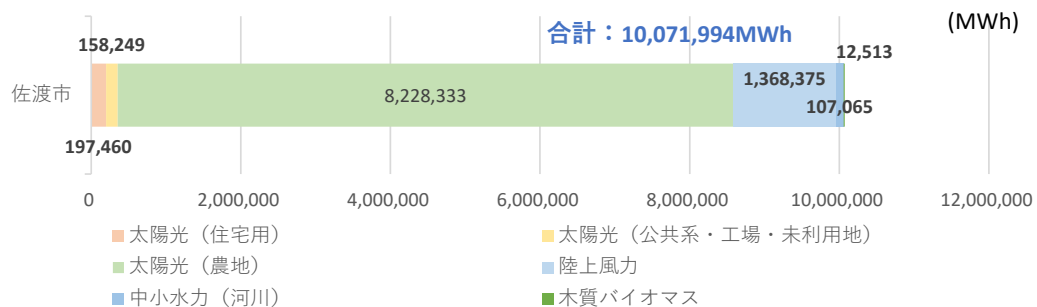 合計：10,071,994MWh
(MWh)
158,249
12,513
佐渡市
8,228,333
1,368,375
107,065
197,460
0 2,000,000 4,000,000 6,000,000 8,000,000 10,000,000 12,000,000
太陽光（住宅用） 太陽光（公共系・工場・未利用地）
太陽光（農地） 陸上風力
中小水力（河川） 木質バイオマス